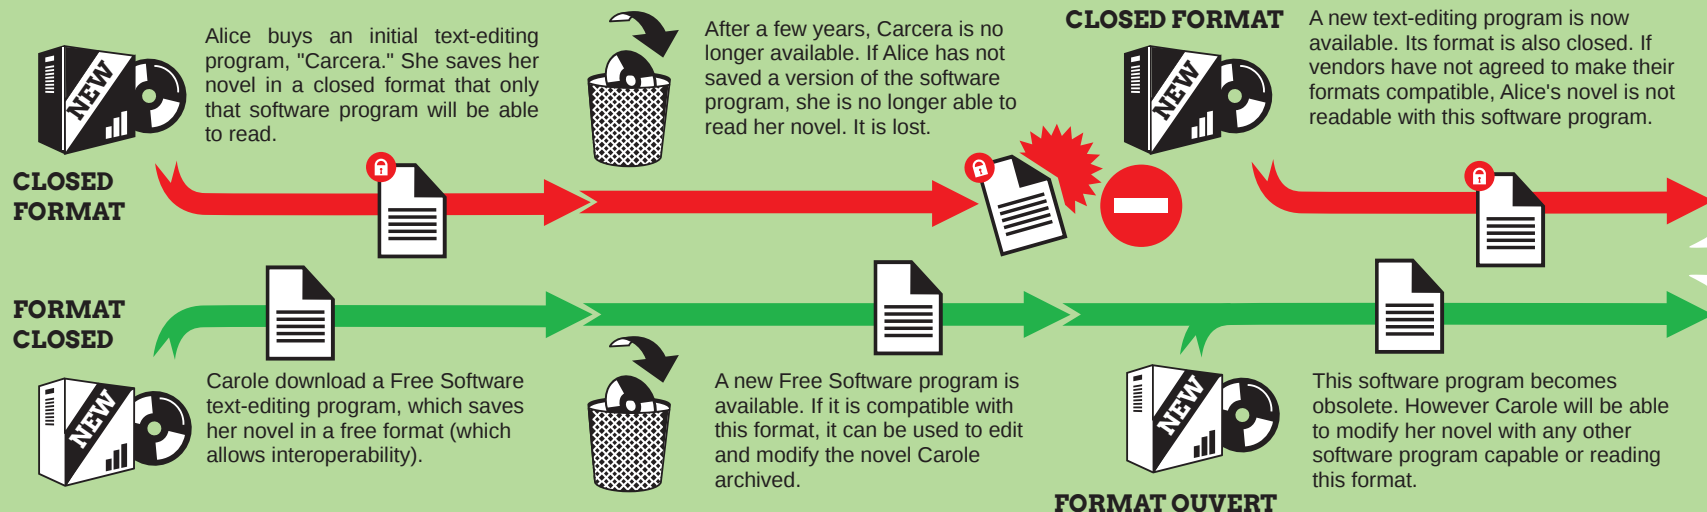 Alice buys an initial text-editing
program, "Carcera." She saves her
novel in a closed format that only
that software program will be able
to read.
NEW
CLOSED
FORMAT
After a few years, Carcera is no
longer available. If Alice has not
saved a version of the software
program, she is no longer able to
read her novel. It is lost.
CLOSED FORMAT
NEW
A new text-editing program is now
available. Its format is also closed. If
vendors have not agreed to make their
formats compatible, Alice's novel is not
readable with this software program.
FORMAT
CLOSED
NEW
Carole download a Free Software
text-editing program, which saves
her novel in a free format (which
allows interoperability).
A new Free Software program is
available. If it is compatible with
this format, it can be used to edit
and modify the novel Carole
archived.
NEW
FORMAT OUVERT
This software program becomes
obsolete. However Carole will be able
to modify her novel with any other
software program capable or reading
this format.